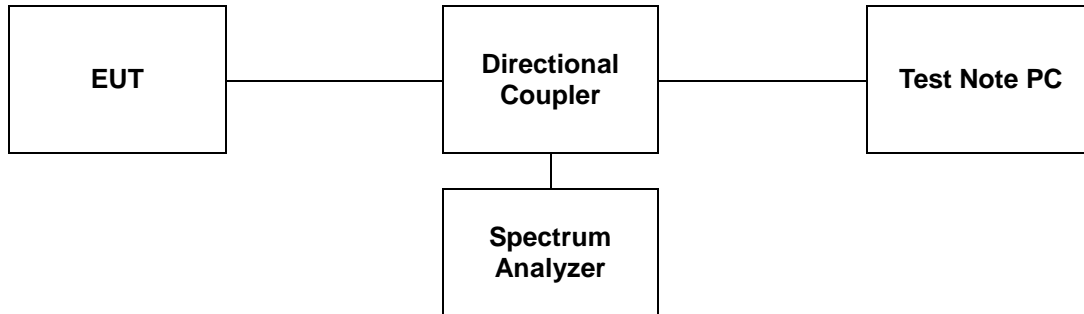 EUT
Directional
Coupler
Test Note PC
Spectrum
Analyzer